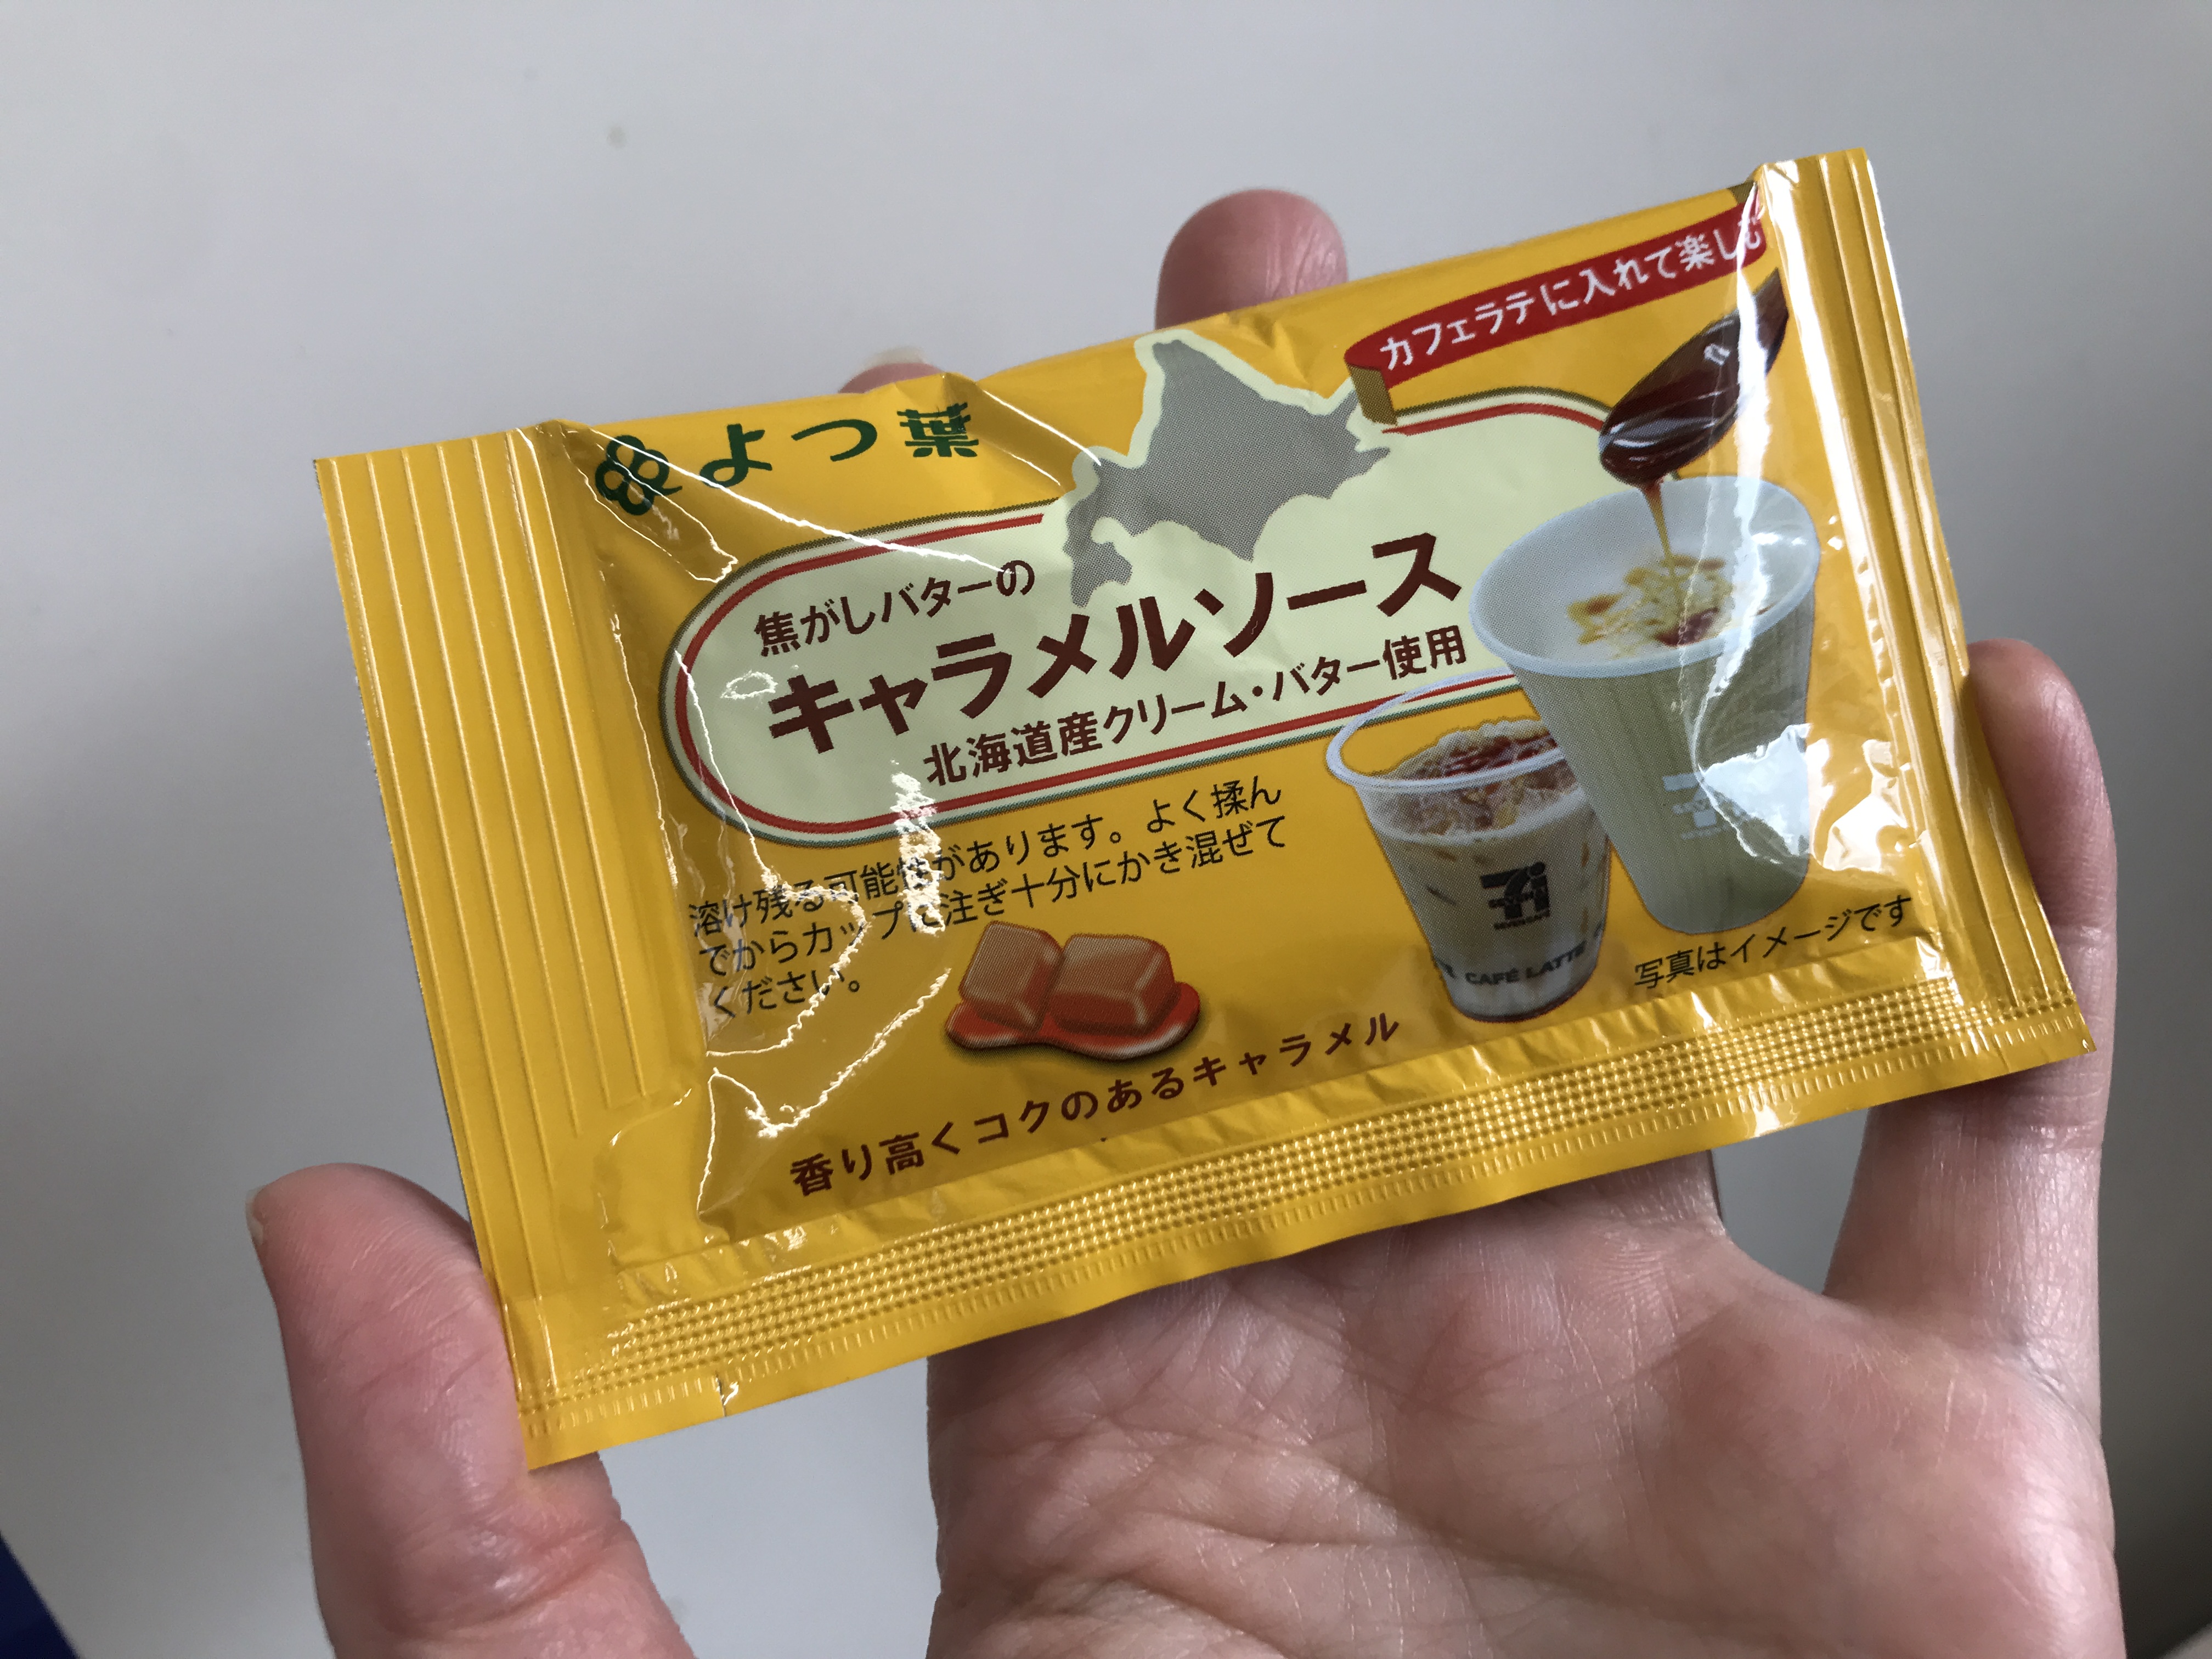 よつ葉
カフェラテに入れて楽しむ
焦がしバターの
キャラメルソース
北海道産クリーム・バター使用
溶け残る可能性があります。よく揉ん
でからカップに注ぎ十分にかき混ぜて
ください。
CAFÉ LATTE
写真はイメージです
香り高くコクのあるキャラメル